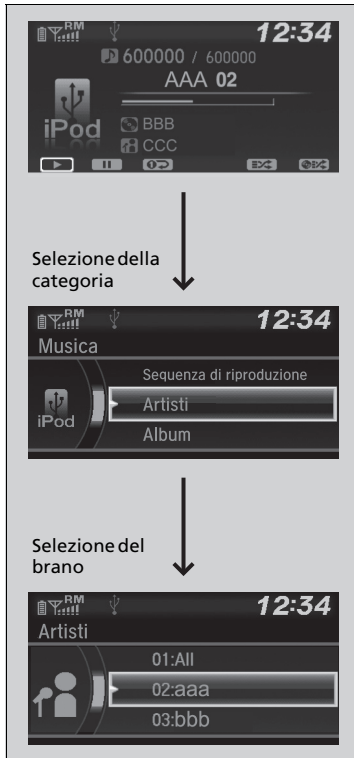 RM 12:34
600000 / 600000
AAA 02
iPod BBB
CCC
Selezione della
categoria
RM 12:34
Musica
Sequenza di riproduzione
iPod Artisti
Album
Selezione del
brano
RM 12:34
Artisti
01:All
02:aaa
03:bbb